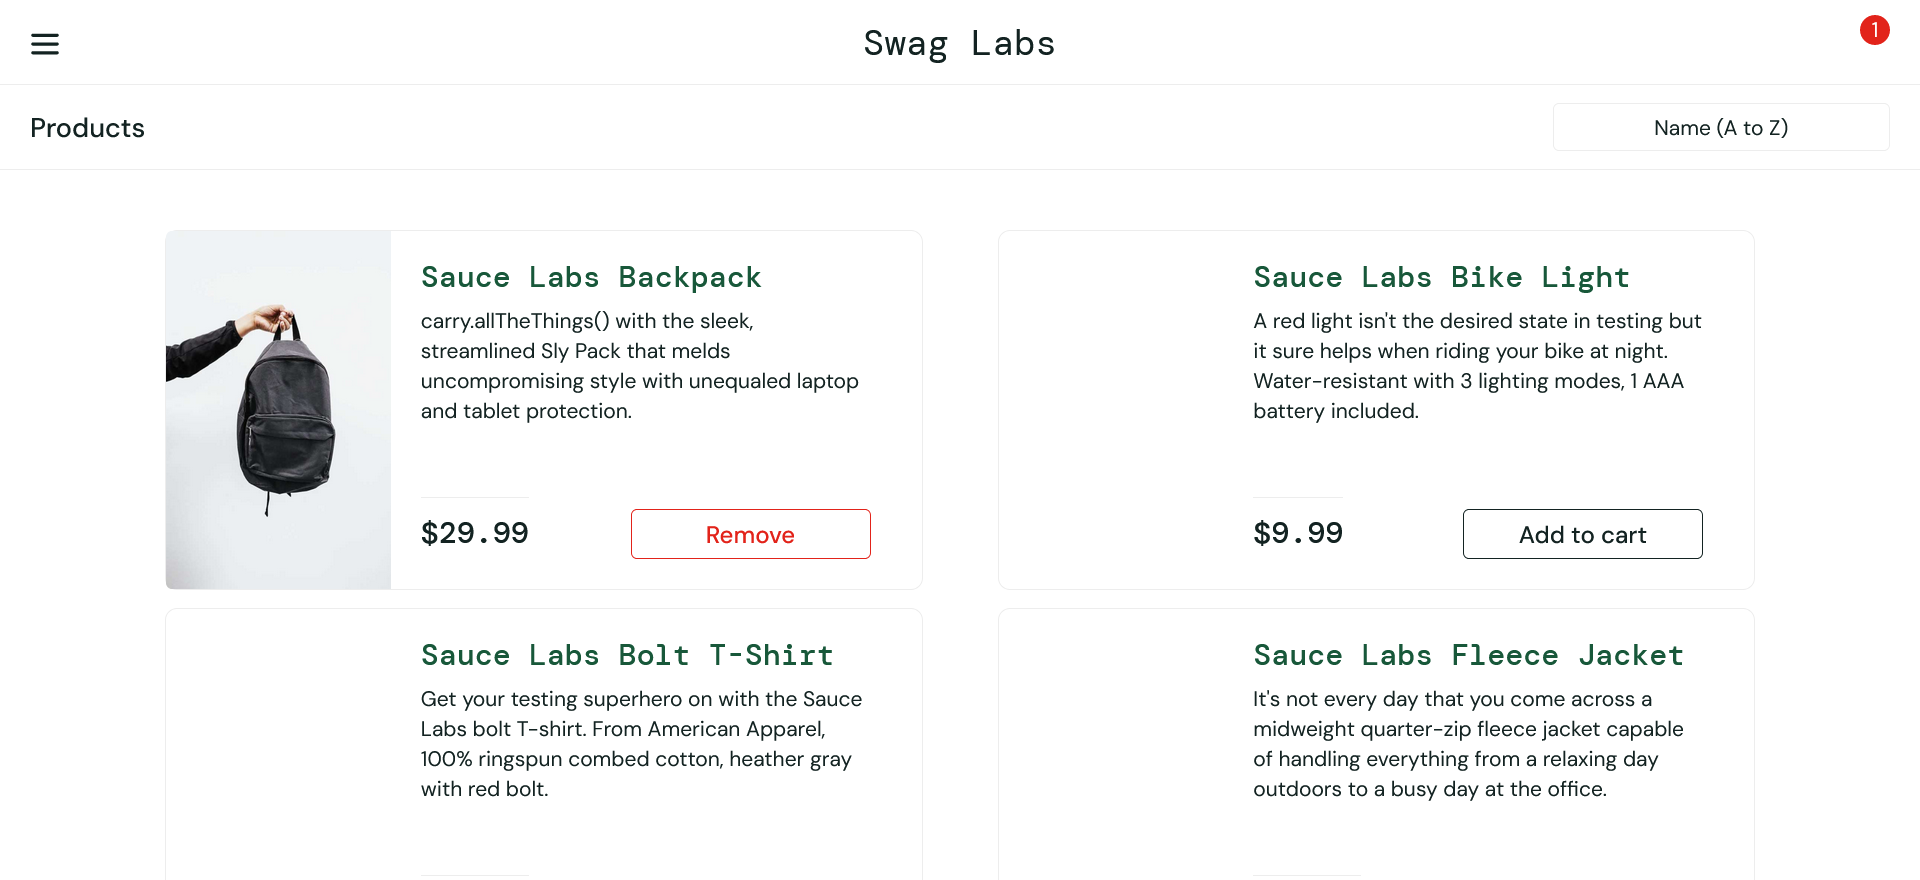 Swag Labs
1
Products
Name (A to Z)
Sauce Labs Backpack
carry.allTheThings() with the sleek,
streamlined Sly Pack that melds
uncompromising style with unequaled laptop
and tablet protection.
$29.99
Remove
Sauce Labs Bike Light
A red light isn't the desired state in testing but
it sure helps when riding your bike at night.
Water-resistant with 3 lighting modes, 1 AAA
battery included.
$9.99
Add to cart
Sauce Labs Bolt T-Shirt
Get your testing superhero on with the Sauce
Labs bolt T-shirt. From American Apparel,
100% ringspun combed cotton, heather gray
with red bolt.
Sauce Labs Fleece Jacket
It's not every day that you come across a
midweight quarter-zip fleece jacket capable
of handling everything from a relaxing day
outdoors to a busy day at the office.